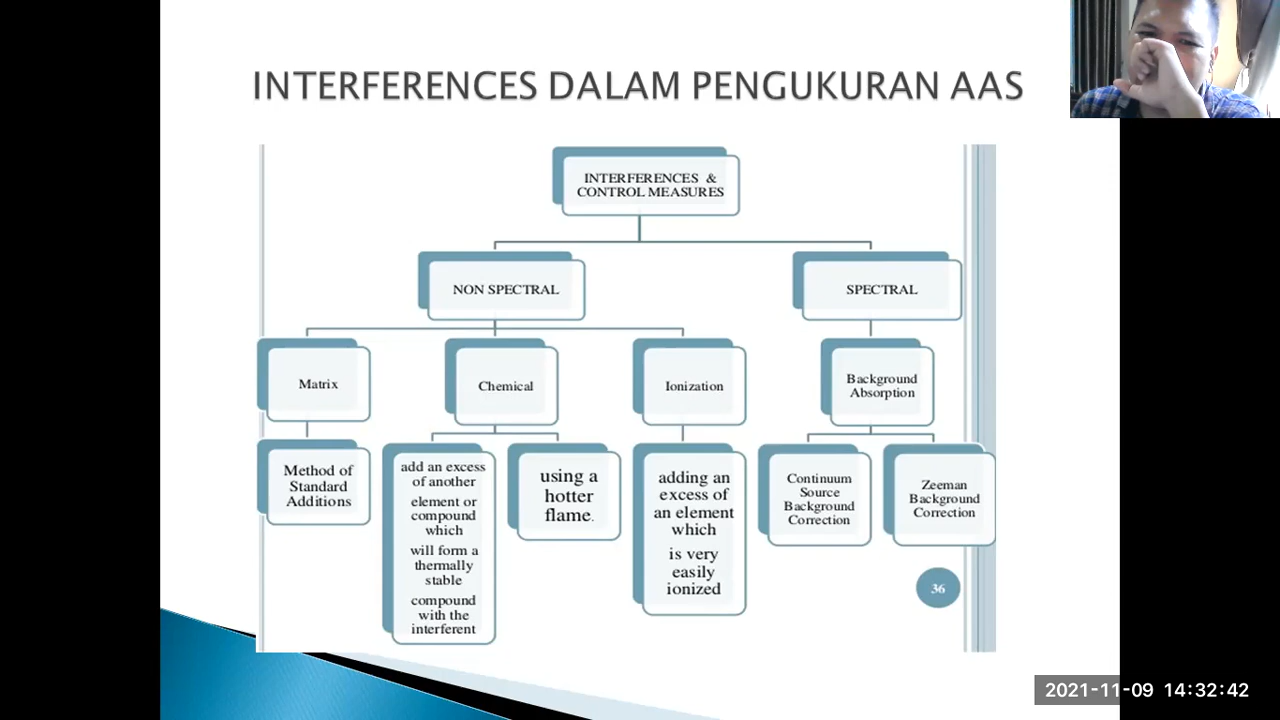 INTERFERENCES DALAM PENGUKURAN AAS
INTERFERENCES &
CONTROL MEASURES
NON SPECTRAL
SPECTRAL
Matrix
Chemical
Ionization
Background
Absorption
Method of
Standard
Additions
add an excess
of another
element or
compound
which
will form a
thermally
stable
compound
with the
interferent
using a
hotter
flame.
adding an
excess of
an element
which
is very
easily
ionized
Continuum
Source
Background
Correction
Zeeman
Background
Correction
36
2021-11-09 14:32:42